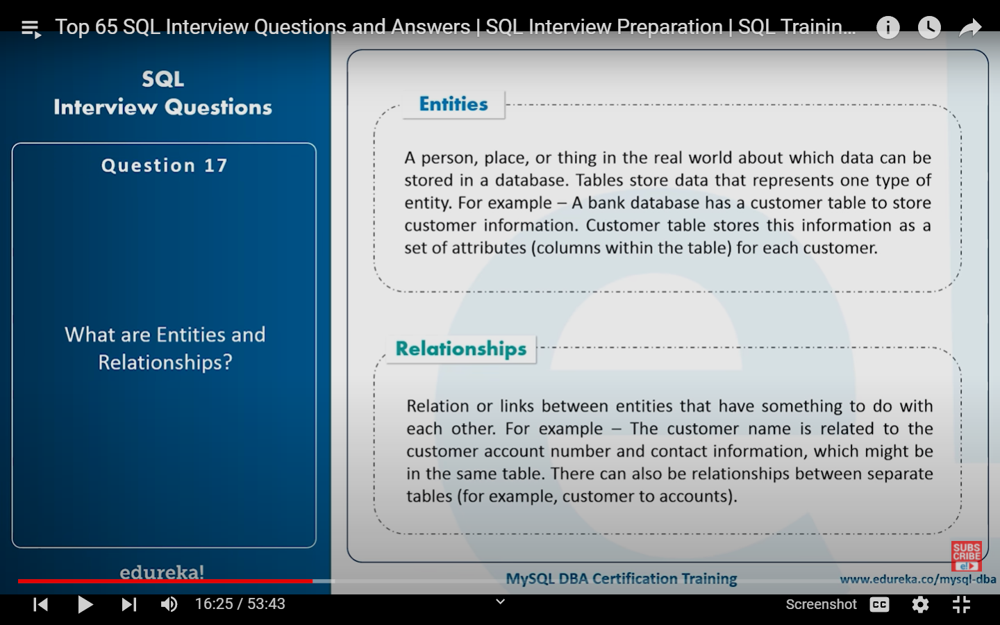 Top 65 SQL Interview Questions and Answers | SQL Interview Preparation | SQL Trainin...
SQL
Interview Questions
Question 17
What are Entities and
Relationships?
edureka!
Entities
A person, place, or thing in the real world about which data can be
stored in a database. Tables store data that represents one type of
entity. For example – A bank database has a customer table to store
customer information. Customer table stores this information as a
set of attributes (columns within the table) for each customer.
Relationships
Relation or links between entities that have something to do with
each other. For example – The customer name is related to the
customer account number and contact information, which might be
in the same table. There can also be relationships between separate
tables (for example, customer to accounts).
SUBS
CRIBE
e!
MySQL DBA Certification Training
www.edureka.co/mysql-dba
16:25 / 53:43
Screenshot
CC